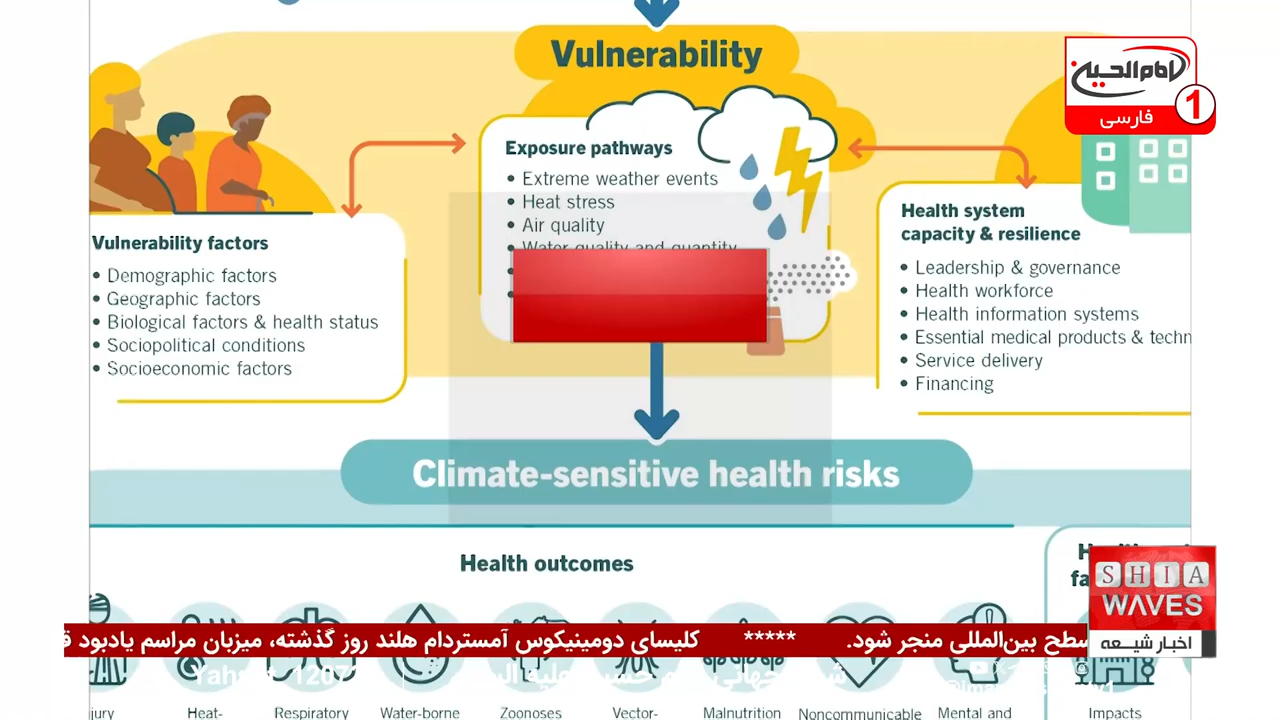 Vulnerability
امام الحسین
1
فارسی
Exposure pathways
• Extreme weather events
• Heat stress
• Air quality
• Water quality and quantity
Vulnerability factors
• Demographic factors
• Geographic factors
• Biological factors & health status
• Sociopolitical conditions
• Socioeconomic factors
Health system
capacity & resilience
• Leadership & governance
• Health workforce
• Health information systems
• Essential medical products & techn
• Service delivery
• Financing
Climate-sensitive health risks
Health outcomes
SHIA
WAVES
اخبار شیعه
سطح بین‌المللی منجر شود. ***** کلیسای دومینیکوس آمستردام هلند روز گذشته، میزبان مراسم یادبود
Heat-
Respiratory
Water-borne
Zoonoses
Vector-
Malnutrition
Noncommunicable
Mental and
Impacts